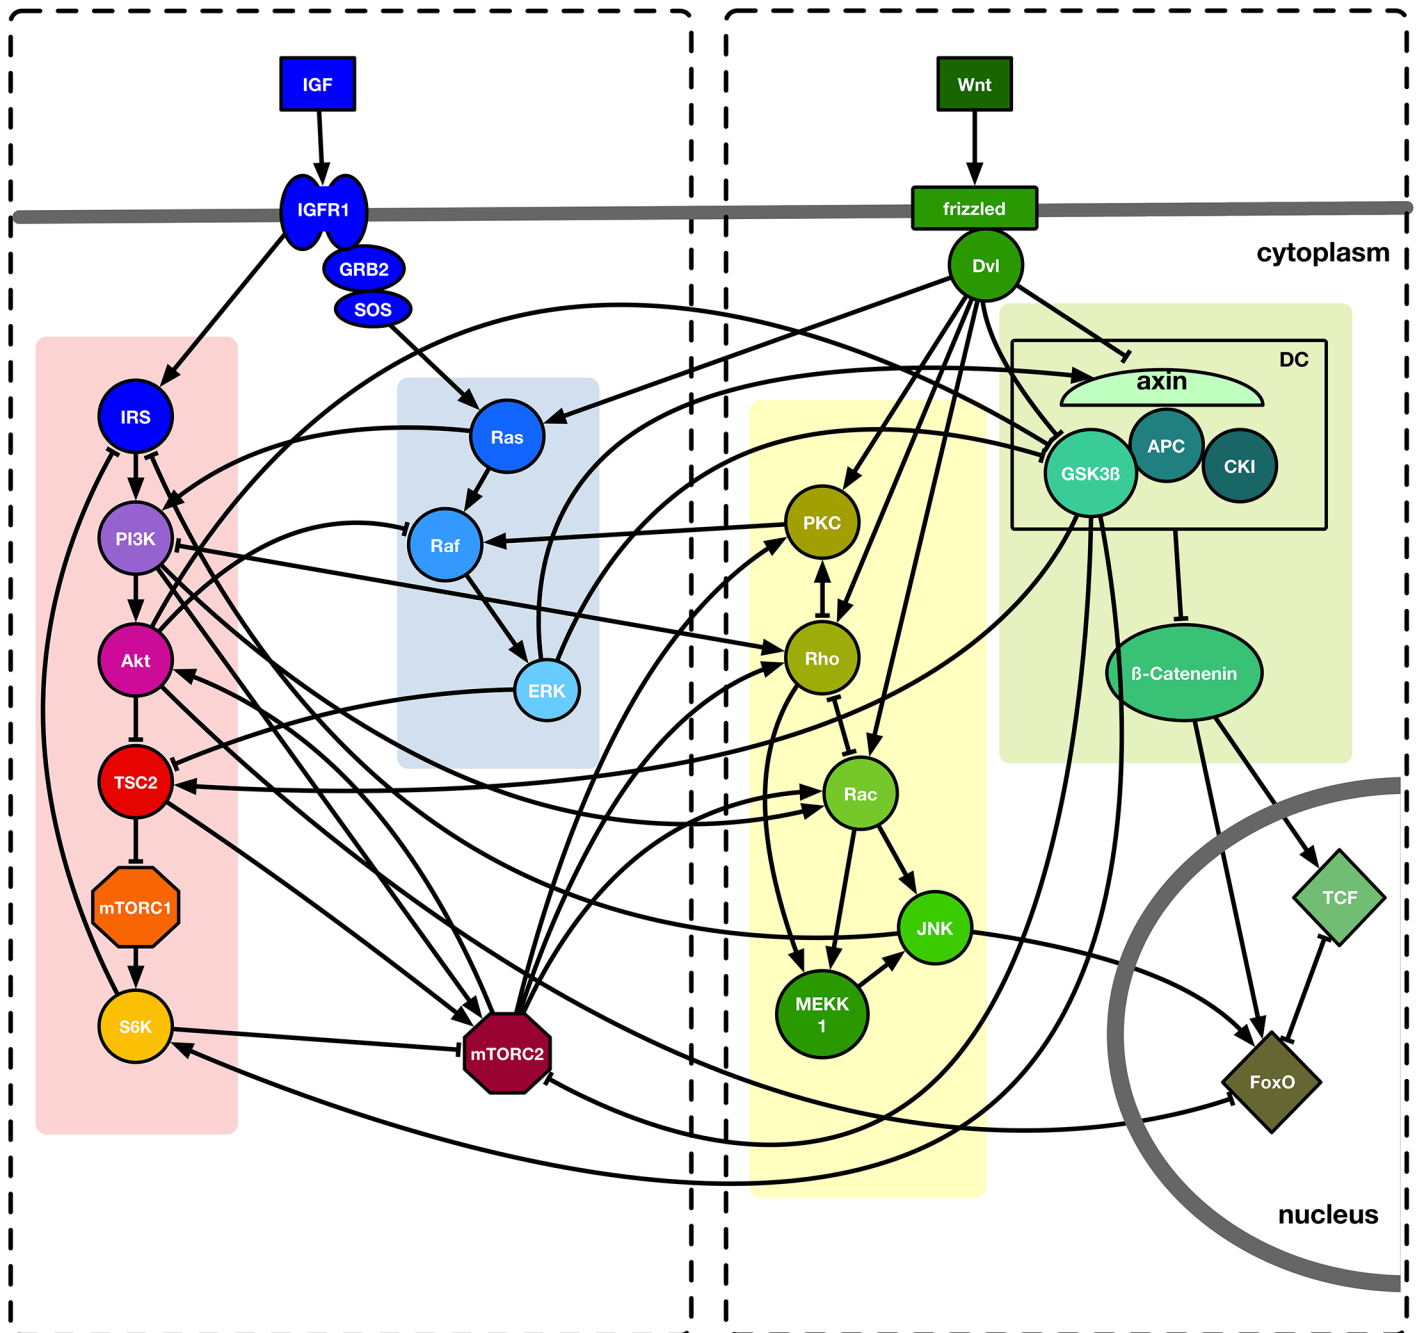 IGF
Wnt
IGFR1
frizzled
cytoplasm
GRB2
Dvl
SOS
DC
axin
IRS
Ras
APC
CKI
GSK3ß
PI3K
Raf
PKC
Akt
Rho
ERK
ß-Catenenin
TSC2
Rac
mTORC1
TCF
JNK
MEKK
1
S6K
mTORC2
FoxO
nucleus